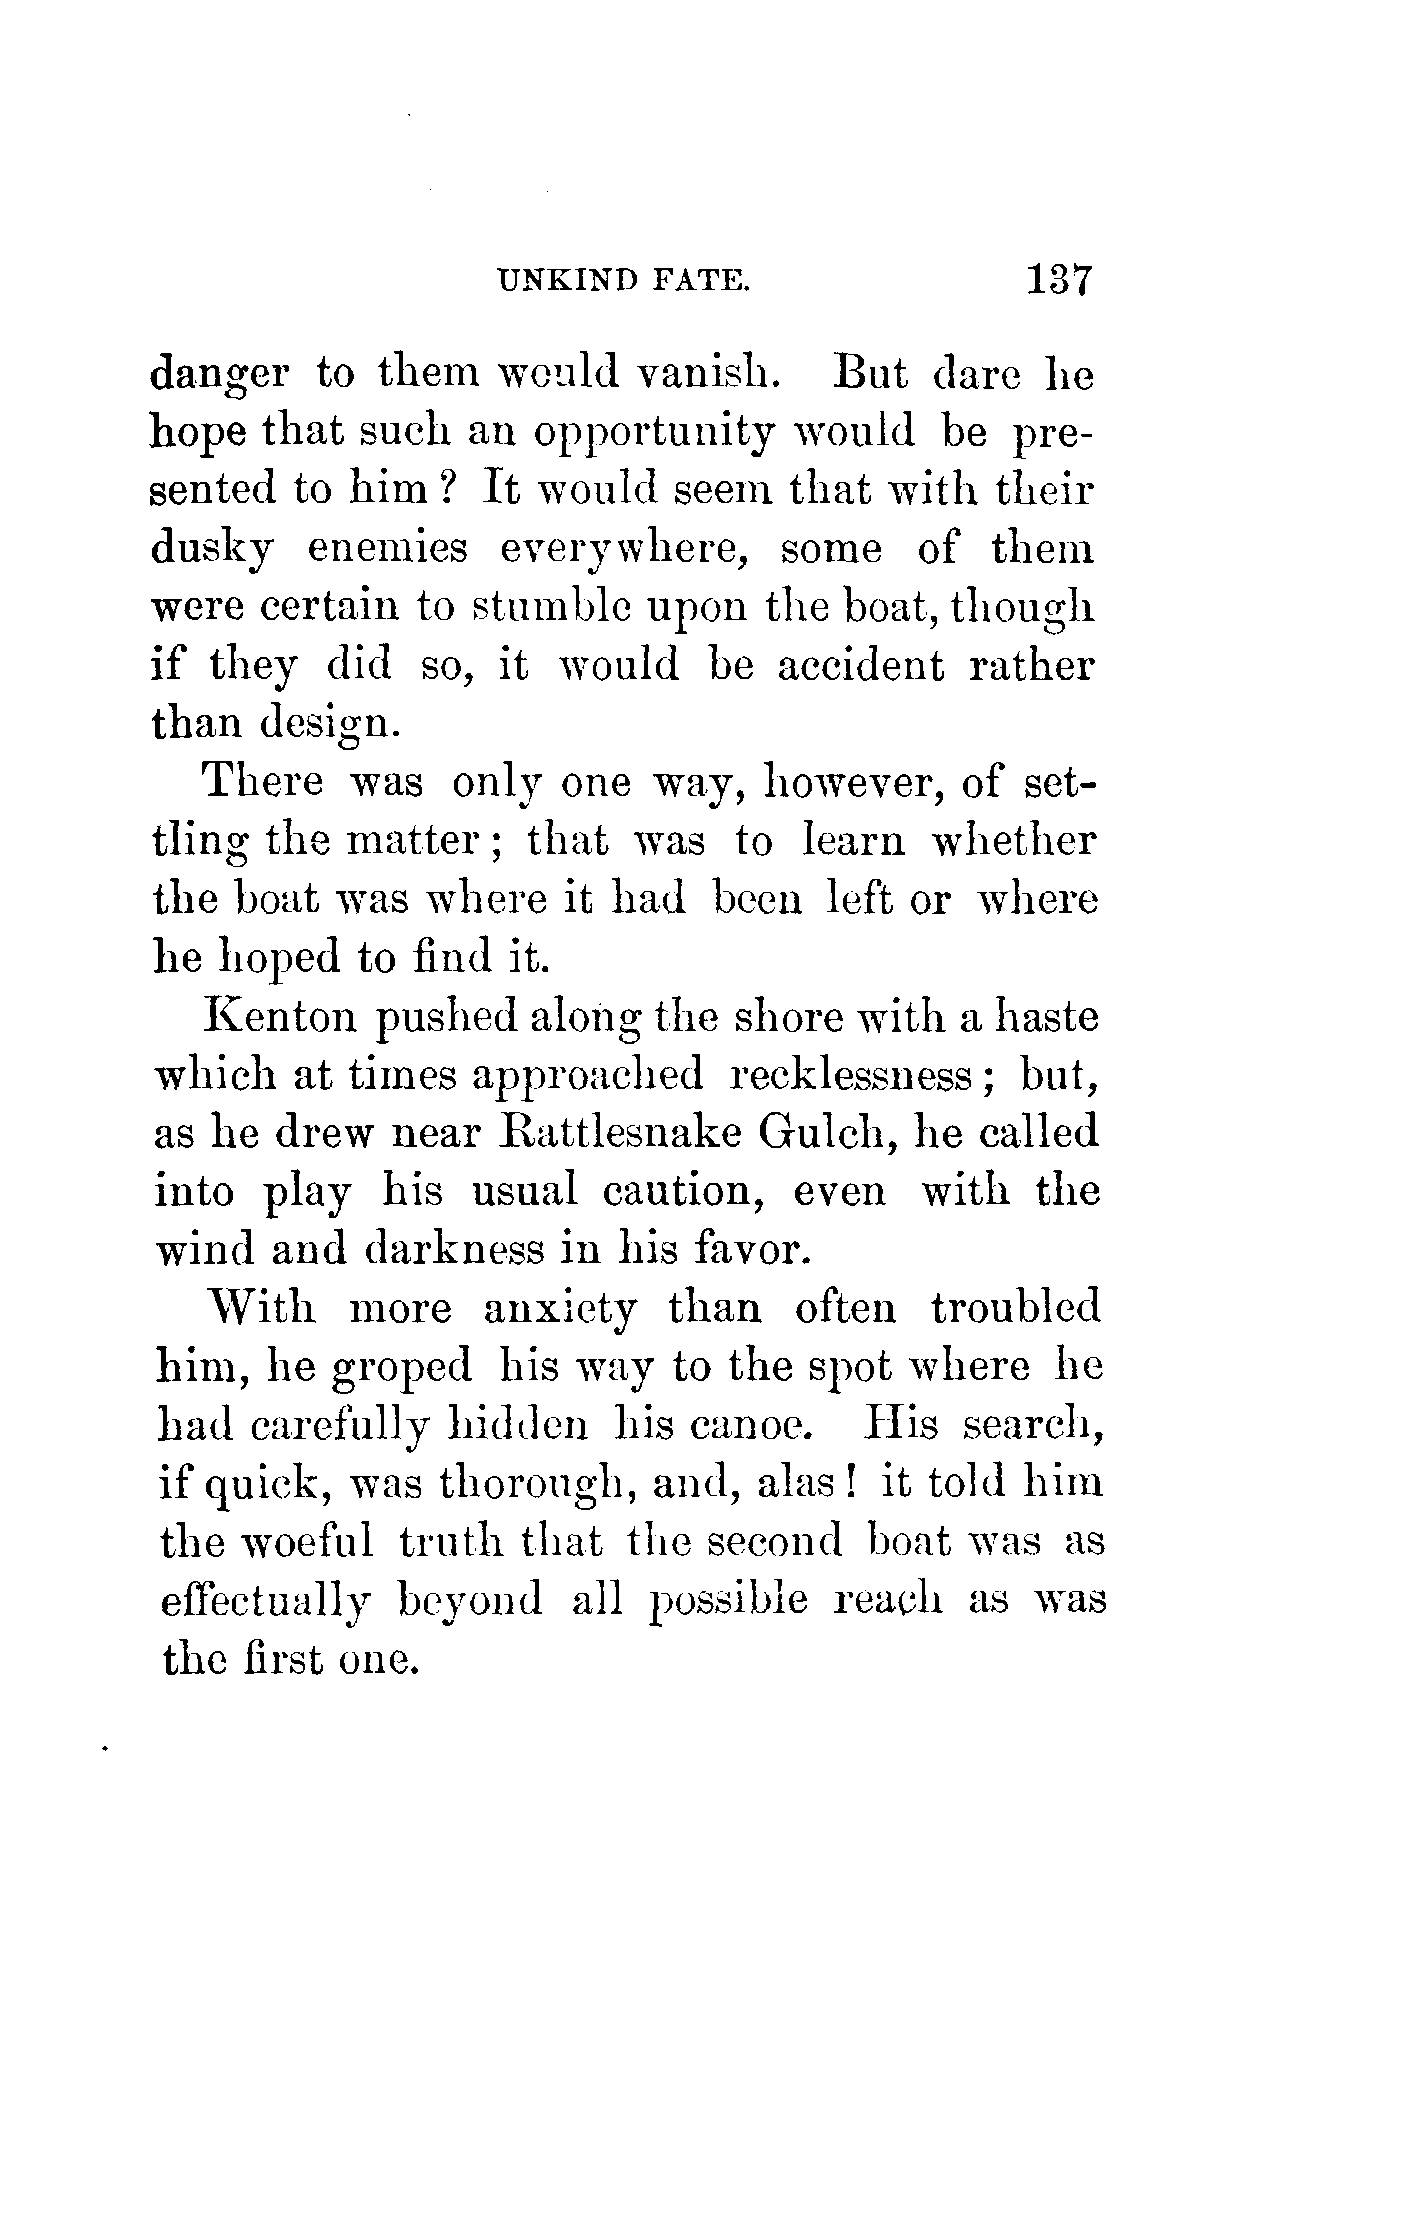 UNKIND FATE. 137
danger to them would vanish. But dare he
hope that such an opportunity would be pre-
sented to him? It would seem that with their
dusky enemies everywhere, some of them
were certain to stumble upon the boat, though
if they did so, it would be accident rather
than design.
There was only one way, however, of set-
tling the matter; that was to learn whether
the boat was where it had been left or where
he hoped to find it.
Kenton pushed along the shore with a haste
which at times approached recklessness; but,
as he drew near Rattlesnake Gulch, he called
into play his usual caution, even with the
wind and darkness in his favor.
With more anxiety than often troubled
him, he groped his way to the spot where he
had carefully hidden his canoe. His search,
if quick, was thorough, and, alas! it told him
the woeful truth that the second boat was as
effectually beyond all possible reach as was
the first one.